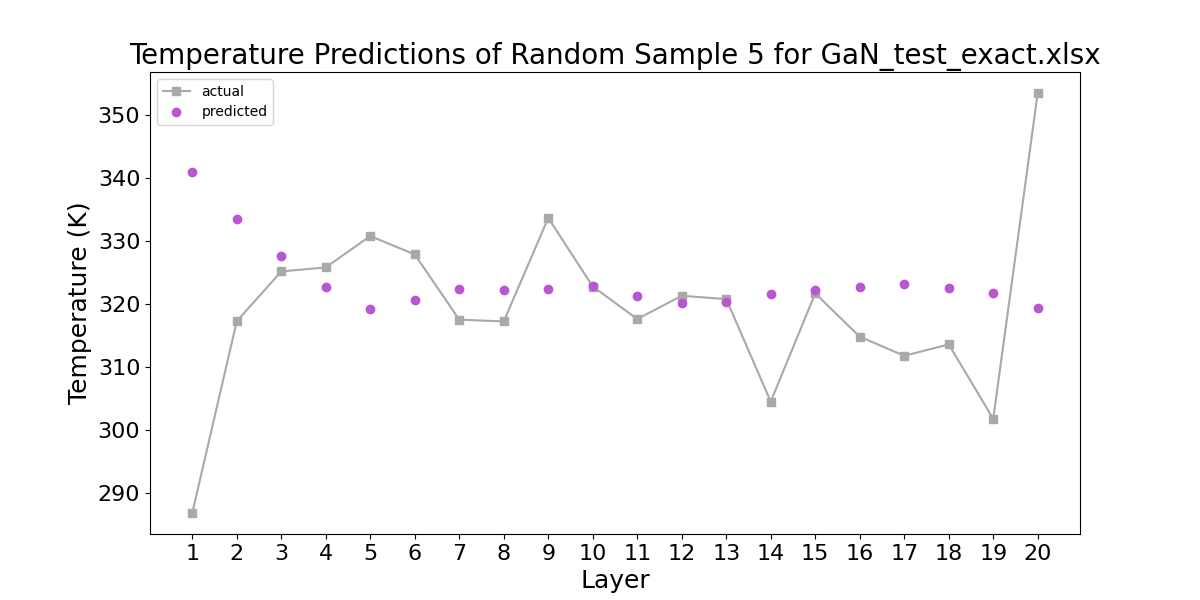 Temperature Predictions of Random Sample 5 for GaN_test_exact.xlsx
actual
predicted
Temperature (K)
350
340
330
320
310
300
290
1 2 3 4 5 6 7 8 9 10 11 12 13 14 15 16 17 18 19 20
Layer